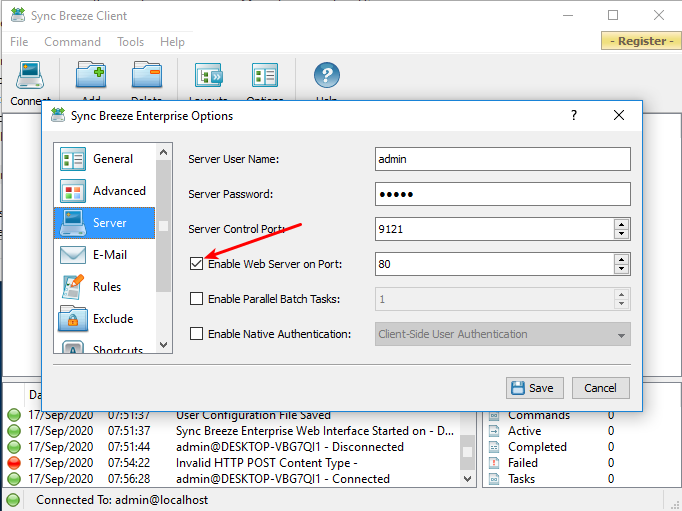 Sync Breeze Client
File Command Tools Help
- Register -
Connect
Add
Delete
Layouts
Options
Help
Sync Breeze Enterprise Options
?
General
Advanced
Server
E-Mail
Rules
Exclude
Shortcuts
Server User Name: admin
Server Password: •••••
Server Control Port: 9121
Enable Web Server on Port: 80
Enable Parallel Batch Tasks: 1
Enable Native Authentication: Client-Side User Authentication
Save Cancel
17/Sep/2020 07:51:37 User Configuration File Saved
17/Sep/2020 07:51:37 Sync Breeze Enterprise Web Interface Started on - D...
17/Sep/2020 07:51:44 admin@DESKTOP-VBG7QI1 - Disconnected
17/Sep/2020 07:54:22 Invalid HTTP POST Content Type -
17/Sep/2020 07:56:28 admin@DESKTOP-VBG7QI1 - Connected
Commands 0
Active 0
Completed 0
Failed 0
Tasks 0
Connected To: admin@localhost